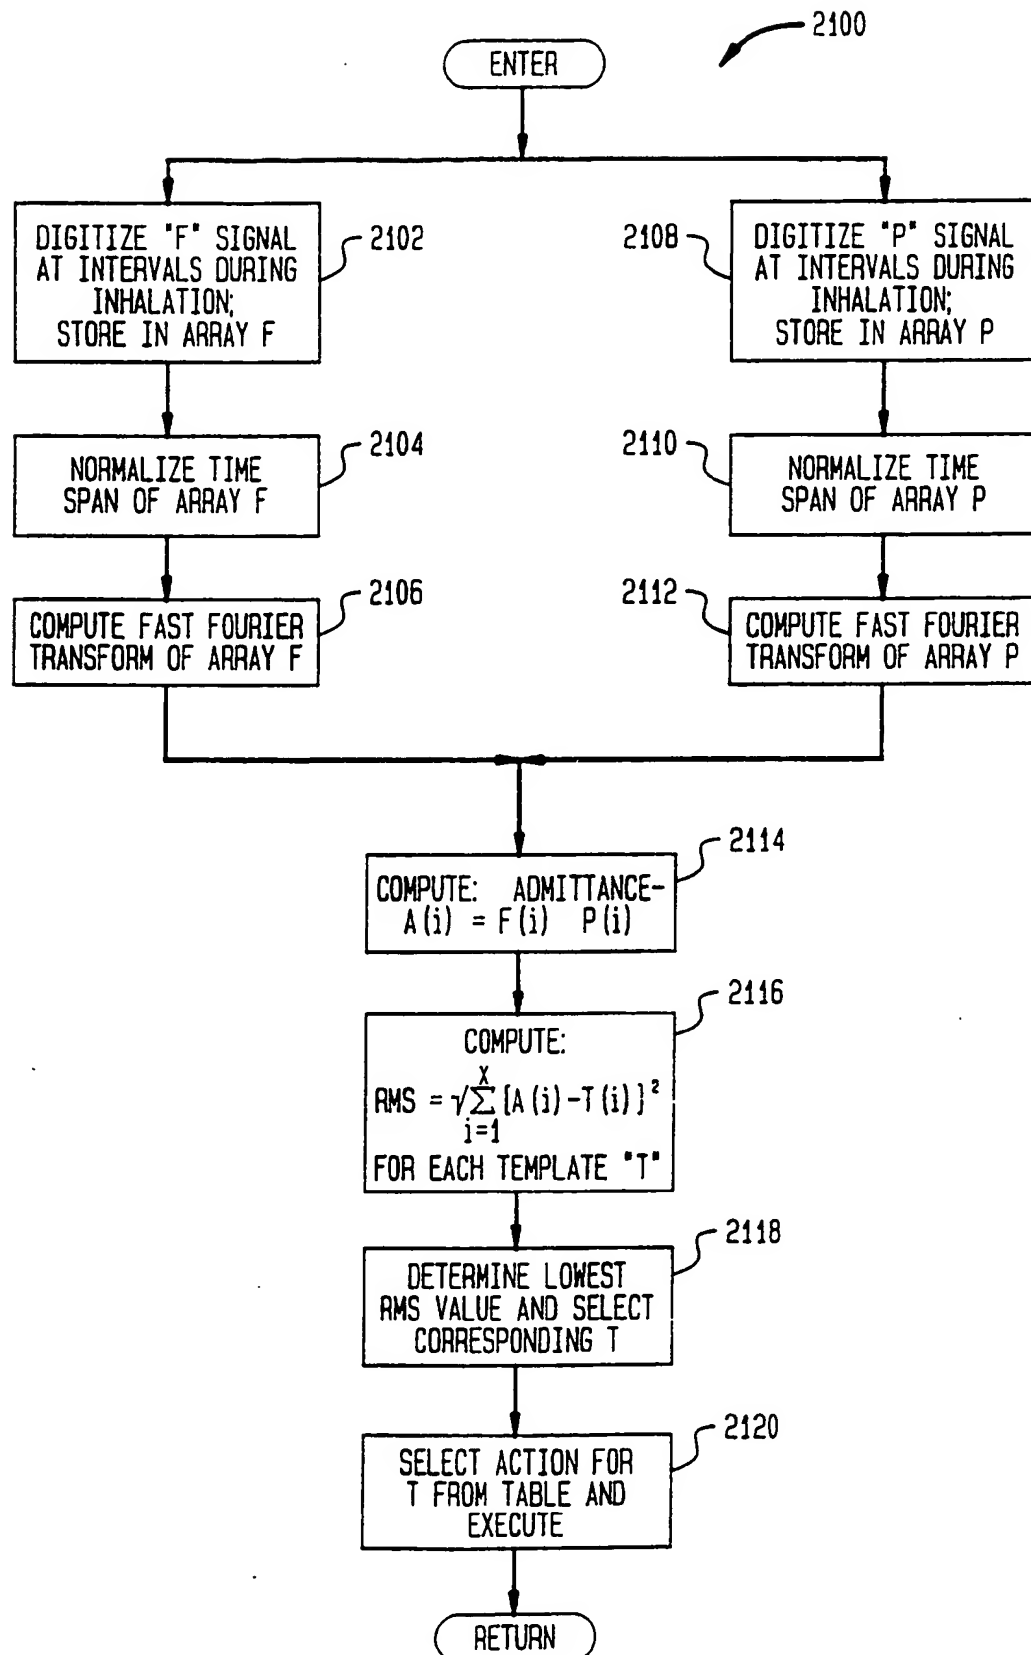 2100
ENTER
DIGITIZE "F" SIGNAL
AT INTERVALS DURING
INHALATION;
STORE IN ARRAY F
2102
2108
DIGITIZE "P" SIGNAL
AT INTERVALS DURING
INHALATION;
STORE IN ARRAY P
NORMALIZE TIME
SPAN OF ARRAY F
2104
2110
NORMALIZE TIME
SPAN OF ARRAY P
COMPUTE FAST FOURIER
TRANSFORM OF ARRAY F
2106
2112
COMPUTE FAST FOURIER
TRANSFORM OF ARRAY P
2114
COMPUTE: ADMITTANCE-
A(i) = F(i) P(i)
2116
COMPUTE:
RMS = √∑ X i=1 [A(i)-T(i)]²
FOR EACH TEMPLATE "T"
2118
DETERMINE LOWEST
RMS VALUE AND SELECT
CORRESPONDING T
2120
SELECT ACTION FOR
T FROM TABLE AND
EXECUTE
RETURN